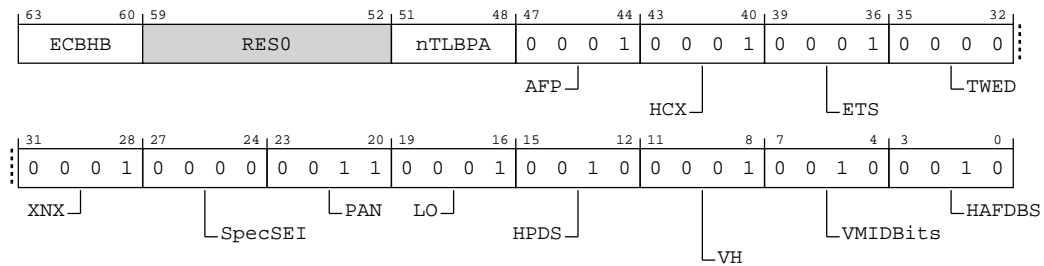 63 60 59 52 51 48 47 44 43 40 39 36 35 32
ECBHB RES0 nTLBPA 0 0 0 1 0 0 0 1 0 0 0 1 0 0 0 0
AFP TWED
HCX ETS
31 28 27 24 23 20 19 16 15 12 11 8 7 4 3 0
0 0 0 1 0 0 0 0 0 0 1 1 0 0 0 1 0 0 1 0 0 0 0 1 0 0 1 0 0 0 1 0
XNX PAN LO HAFDBS
SpecSEI HPDS VMIDBits
VH